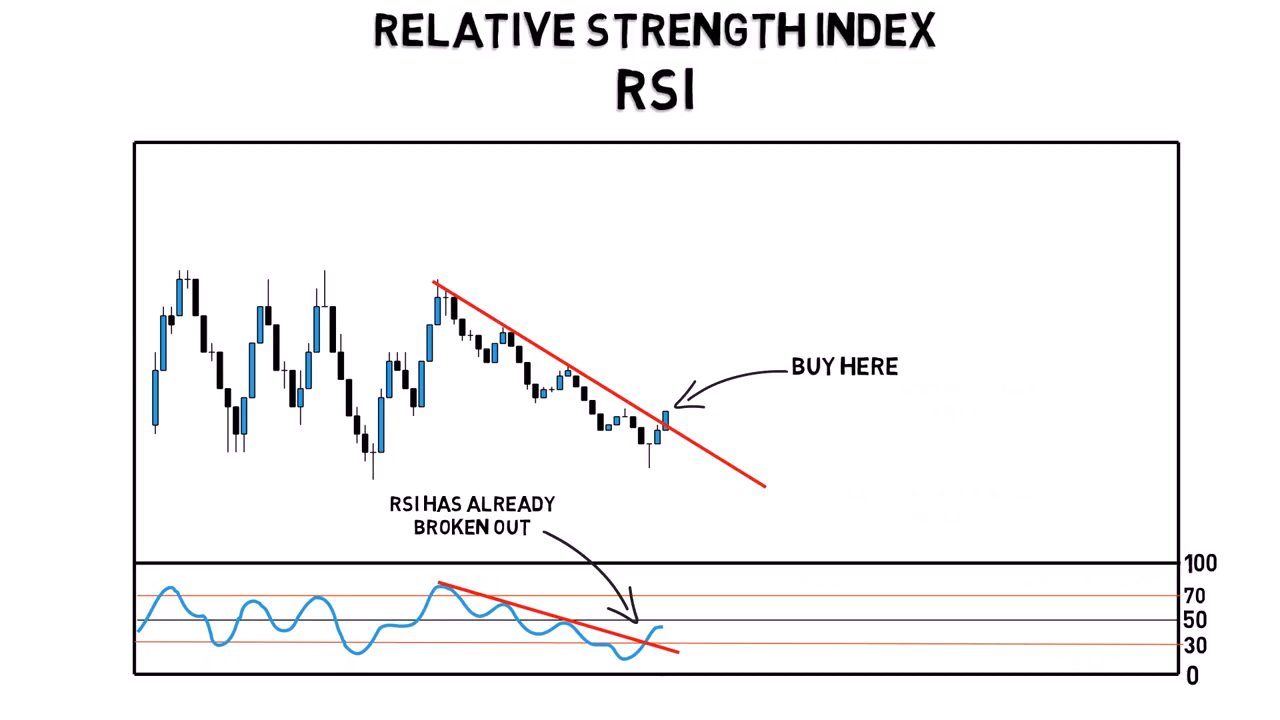 RELATIVE STRENGTH INDEX
RSI
BUY HERE
RSI HAS ALREADY
BROKEN OUT
100
70
50
30
0